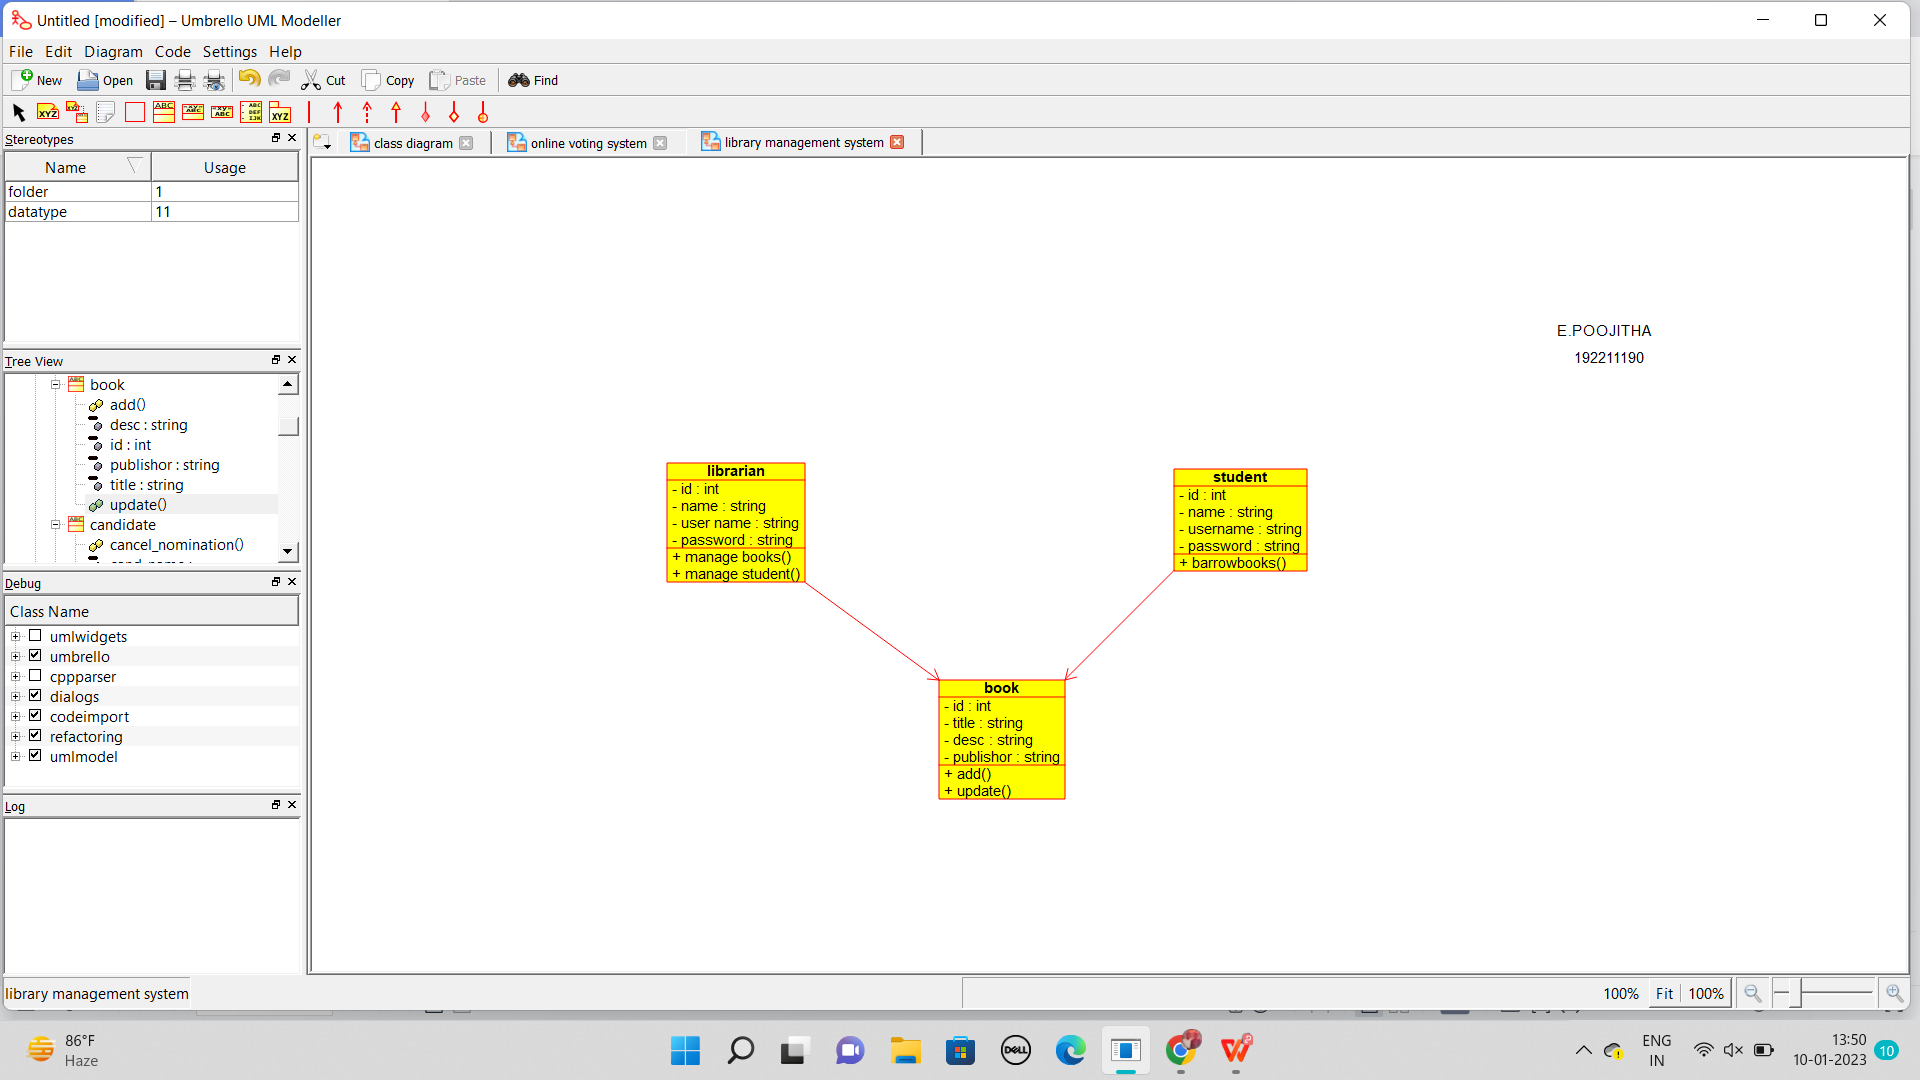 Untitled [modified] – Umbrello UML Modeller
File Edit Diagram Code Settings Help
New Open Cut Copy Paste Find
XYZ ABC XYZ
Stereotypes
class diagram online voting system library management system
Name Usage
folder 1
datatype 11
E.POOJITHA
192211190
Tree View
book
add()
desc : string
id : int
publishor : string
title : string
update()
candidate
cancel_nomination()
librarian
- id : int
- name : string
- user name : string
- password : string
+ manage books()
+ manage student()
student
- id : int
- name : string
- username : string
- password : string
+ barrowbooks()
book
- id : int
- title : string
- desc : string
- publishor : string
+ add()
+ update()
Debug
Class Name
umlwidgets
umbrello
cppparser
dialogs
codeimport
refactoring
umlmodel
Log
library management system
100% Fit 100%
86°F
Haze
DELL
ENG
IN
13:50
10-01-2023
10